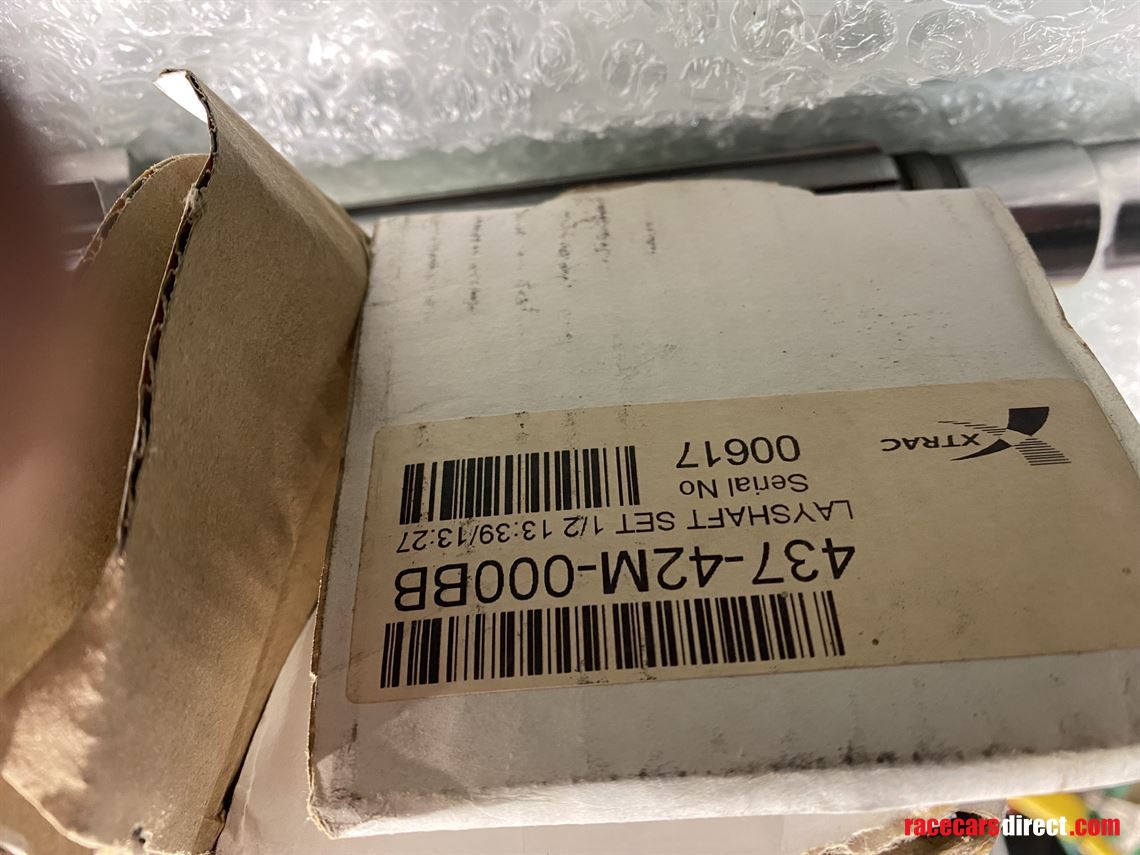 437-42M-000BB
LAYSHAFT SET 1/2 13:39/13:27
Serial No
00617
XTRAC
racecarsdirect.com